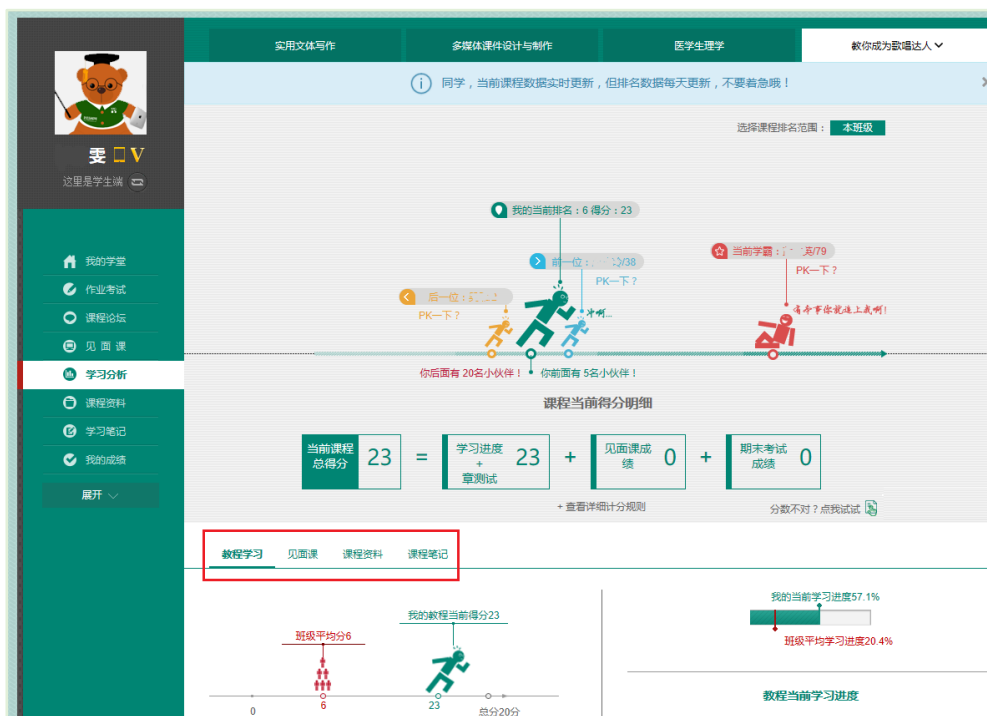 实用文体写作
多媒体课件设计与制作
医学生理学
教你成为歌唱达人
同学，当前课程数据实时更新，但排名数据每天更新，不要着急哦！
选择课程排名范围： 本班级
雯 V
这里是学生端
我的学堂
作业考试
课程论坛
见 面 课
学习分析
课程资料
学习笔记
我的成绩
展开
我的当前排名：6 得分：23
前一位： /38
PK一下？
当前学霸： 英/79
PK一下？
后一位：
PK一下？
冲啊...
有本事你就追上我啊!
你后面有 20名小伙伴！
你前面有 5名小伙伴！
课程当前得分明细
当前课程
总得分
23
=
学习进度
+
章测试
23
+
见面课成
绩
0
+
期末考试
成绩
0
+ 查看详细计分规则
分数不对？点我试试
教程学习 见面课 课程资料 课程笔记
我的教程当前得分23
班级平均分6
0
6
23
总分20分
我的当前学习进度57.1%
班级平均学习进度20.4%
教程当前学习进度